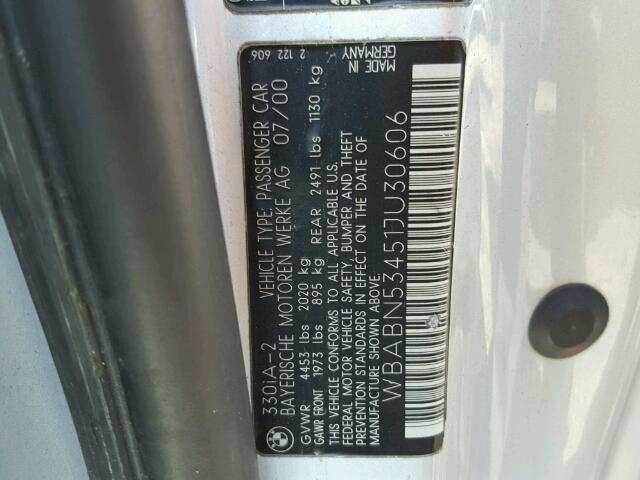 330iA-2 VEHICLE TYPE: PASSENGER CAR
BAYERISCHE MOTOREN WERKE AG 07/00
GVWR 4453 lbs 2020 kg
GAWR FRONT 1973 lbs 895 kg REAR 2491 lbs 1130 kg
THIS VEHICLE CONFORMS TO ALL APPLICABLE U.S.
FEDERAL MOTOR VEHICLE SAFETY, BUMPER AND THEFT
PREVENTION STANDARDS IN EFFECT ON THE DATE OF
MANUFACTURE SHOWN ABOVE.
WBABN53451JU30606
2 122 606
MADE IN
GERMANY